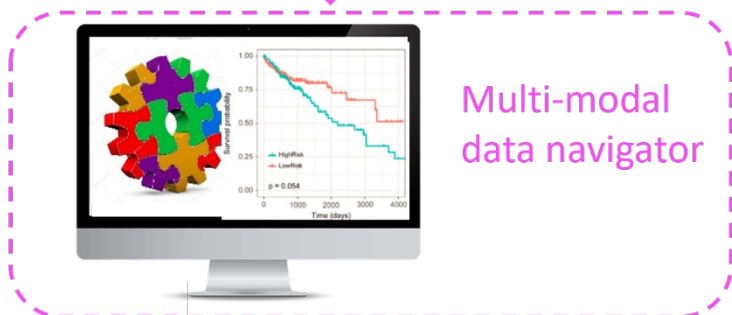 Multi-modal
data navigator
Survival probability
1.00
0.75
0.50
0.25
0.00
HighRisk
LowRisk
p = 0.054
0 1000 2000 3000 4000
Time (days)